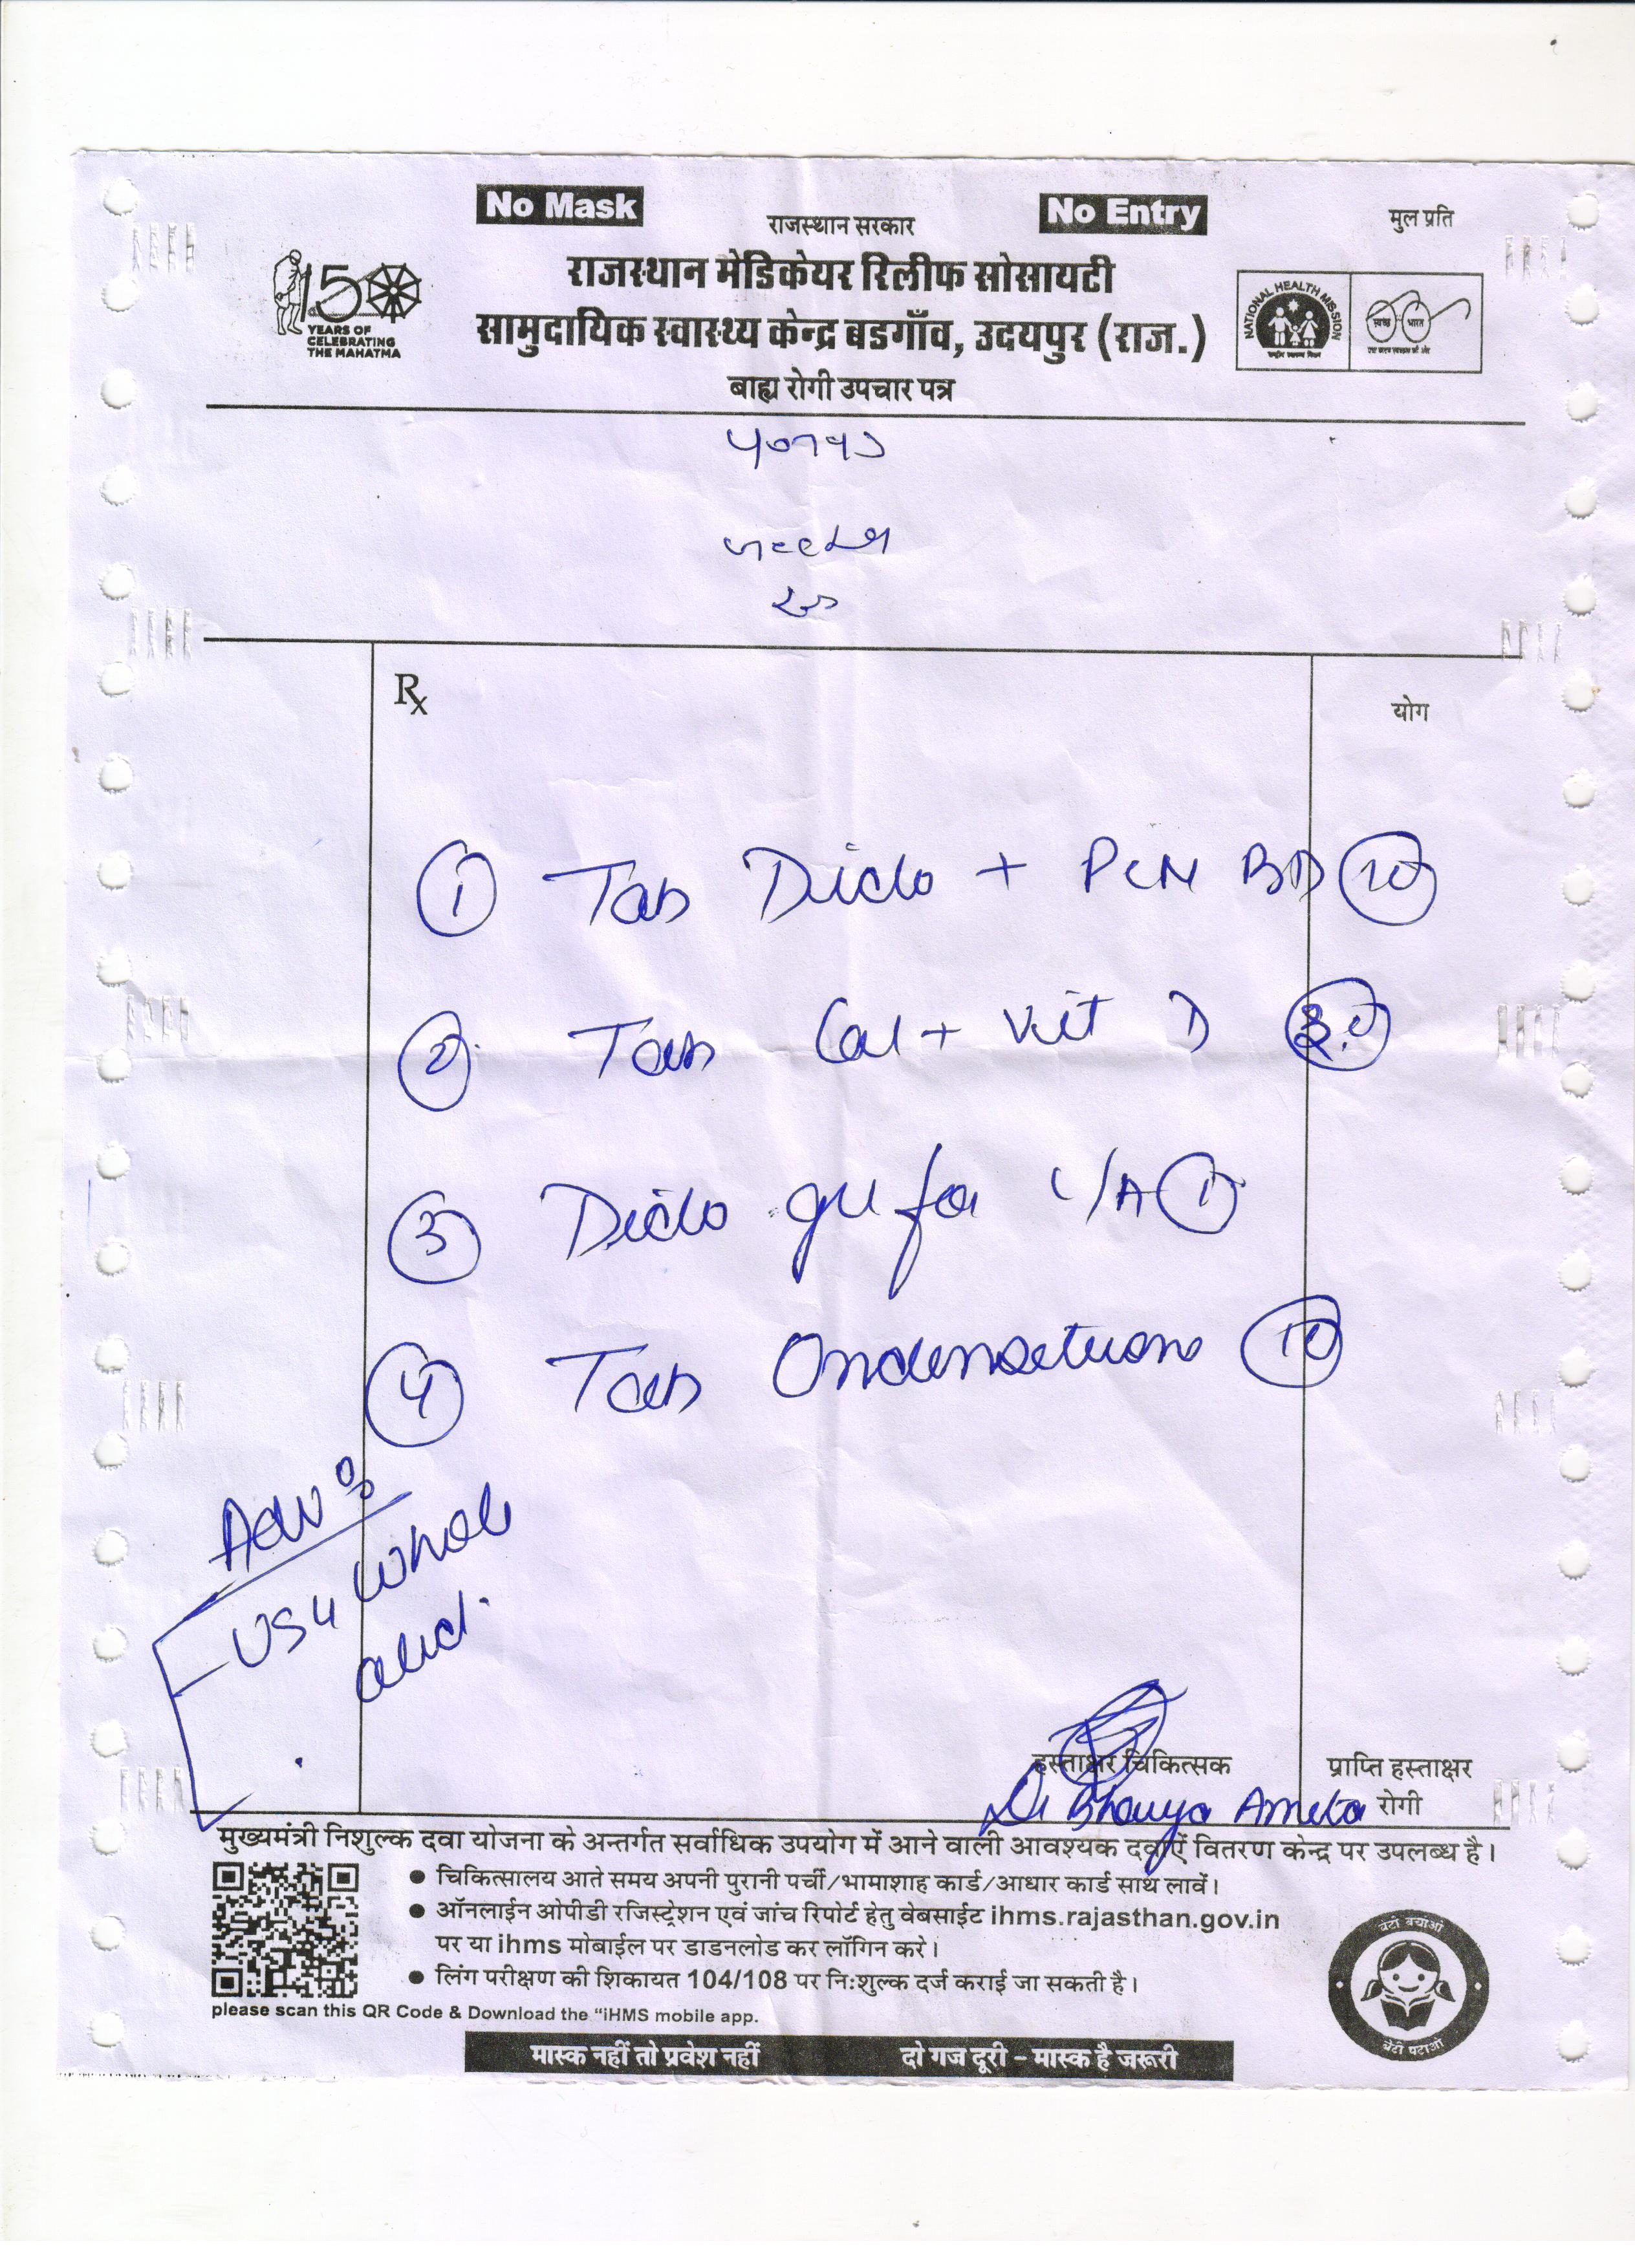 No Mask
No Entry
मुल प्रति
राजस्थान सरकार
राजस्थान मेडिकेयर रिलीफ सोसायटी
सामुदायिक स्वास्थ्य केन्द्र बडगाँव, उदयपुर (राज.)
बाह्य रोगी उपचार पत्र
150
YEARS OF
CELEBRATING
THE MAHATMA
NATIONAL HEALTH MISSION
स्वच्छ भारत
Rx
योग
1 Tab Diclo + PCM BD 10
2 Tab Cal + Vit D
3 Diclo gel for L/A 1
4 Tab 10
Adv:
USG whole
abd.
हस्ताक्षर चिकित्सक
प्राप्ति हस्ताक्षर
Dr Bhavya Ameta
रोगी
मुख्यमंत्री निशुल्क दवा योजना के अन्तर्गत सर्वाधिक उपयोग में आने वाली आवश्यक दवाऐं वितरण केन्द्र पर उपलब्ध है।
● चिकित्सालय आते समय अपनी पुरानी पर्ची/भामाशाह कार्ड/आधार कार्ड साथ लावें।
● ऑनलाईन ओपीडी रजिस्ट्रेशन एवं जांच रिपोर्ट हेतु वेबसाईट ihms.rajasthan.gov.in
पर या ihms मोबाईल पर डाडनलोड कर लॉगिन करे।
● लिंग परीक्षण की शिकायत 104/108 पर नि:शुल्क दर्ज कराई जा सकती है।
please scan this QR Code & Download the "iHMS mobile app.
बेटी बचाओ
बेटी पढाओ
मास्क नहीं तो प्रवेश नहीं
दो गज दूरी - मास्क है जरूरी